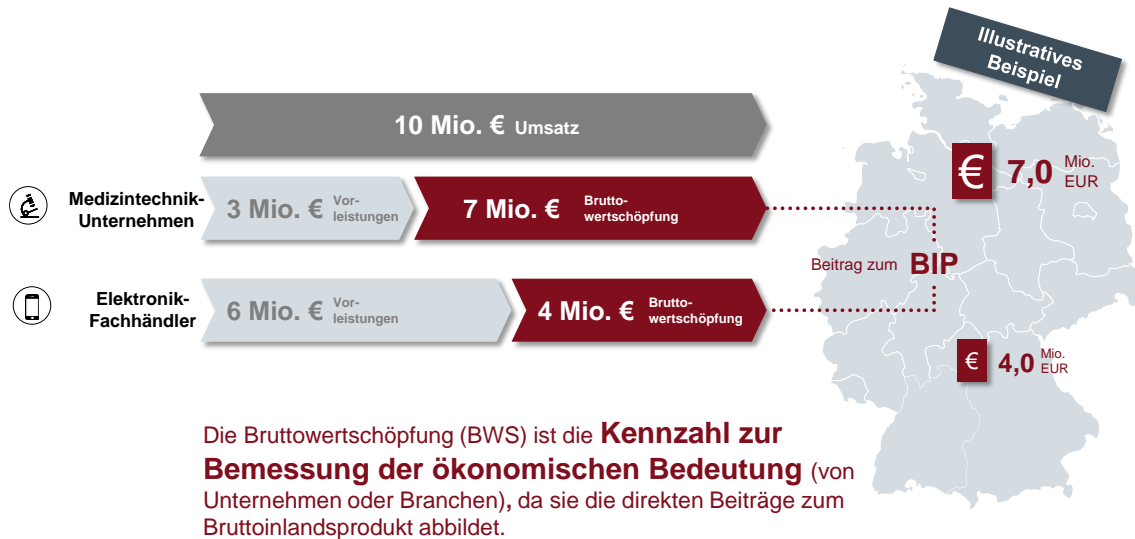 Illustratives
Beispiel
10 Mio. € Umsatz
Medizintechnik-
Unternehmen
3 Mio. € Vor-
leistungen
7 Mio. € Brutto-
wertschöpfung
€ 7,0 Mio.
EUR
Beitrag zum BIP
Elektronik-
Fachhändler
6 Mio. € Vor-
leistungen
4 Mio. € Brutto-
wertschöpfung
€ 4,0 Mio.
EUR
Die Bruttowertschöpfung (BWS) ist die Kennzahl zur
Bemessung der ökonomischen Bedeutung (von
Unternehmen oder Branchen), da sie die direkten Beiträge zum
Bruttoinlandsprodukt abbildet.